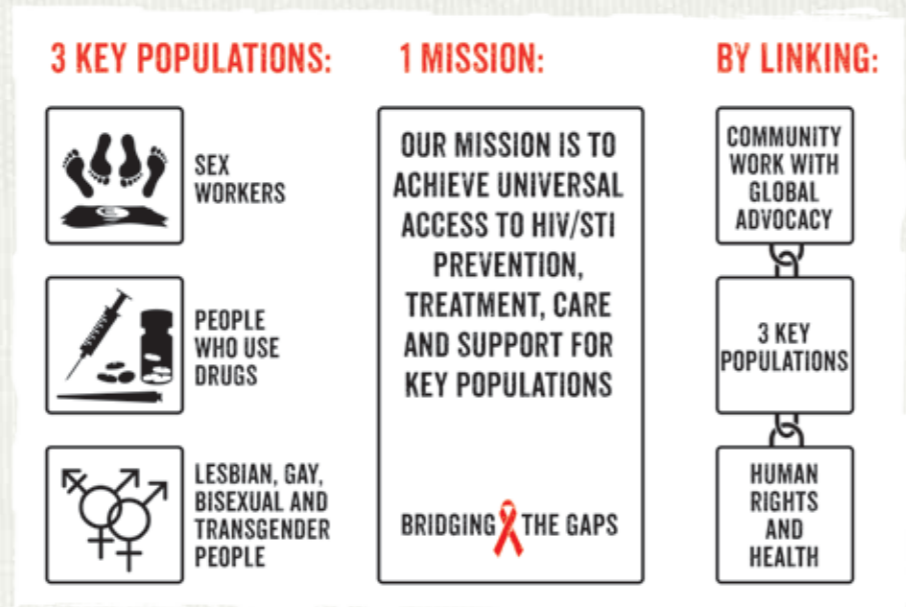 3 KEY POPULATIONS:
SEX
WORKERS
PEOPLE
WHO USE
DRUGS
LESBIAN, GAY,
BISEXUAL AND
TRANSGENDER
PEOPLE
1 MISSION:
OUR MISSION IS TO
ACHIEVE UNIVERSAL
ACCESS TO HIV/STI
PREVENTION,
TREATMENT, CARE
AND SUPPORT FOR
KEY POPULATIONS
BRIDGING THE GAPS
BY LINKING:
COMMUNITY
WORK WITH
GLOBAL
ADVOCACY
3 KEY
POPULATIONS
HUMAN
RIGHTS
AND
HEALTH